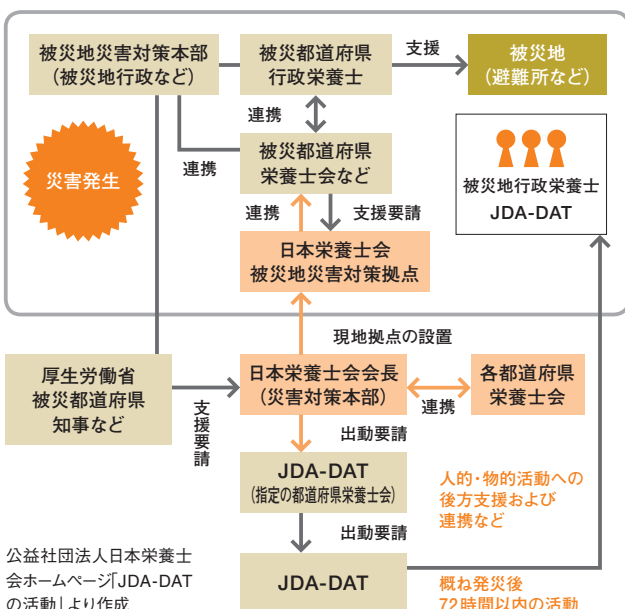 被災地災害対策本部
（被災地行政など）
被災都道府県
行政栄養士
支援
被災地
（避難所など）
連携
災害発生
連携
被災都道府県
栄養士会など
被災地行政栄養士
JDA-DAT
連携
支援要請
日本栄養士会
被災地災害対策拠点
現地拠点の設置
厚生労働省
被災都道府県
知事など
支援要請
日本栄養士会会長
（災害対策本部）
連携
各都道府県
栄養士会
出動要請
JDA-DAT
（指定の都道府県栄養士会）
人的・物的活動への
後方支援および
連携など
出動要請
公益社団法人日本栄養士
会ホームページ「JDA-DAT
の活動」より作成
JDA-DAT
概ね発災後
72時間以内の活動